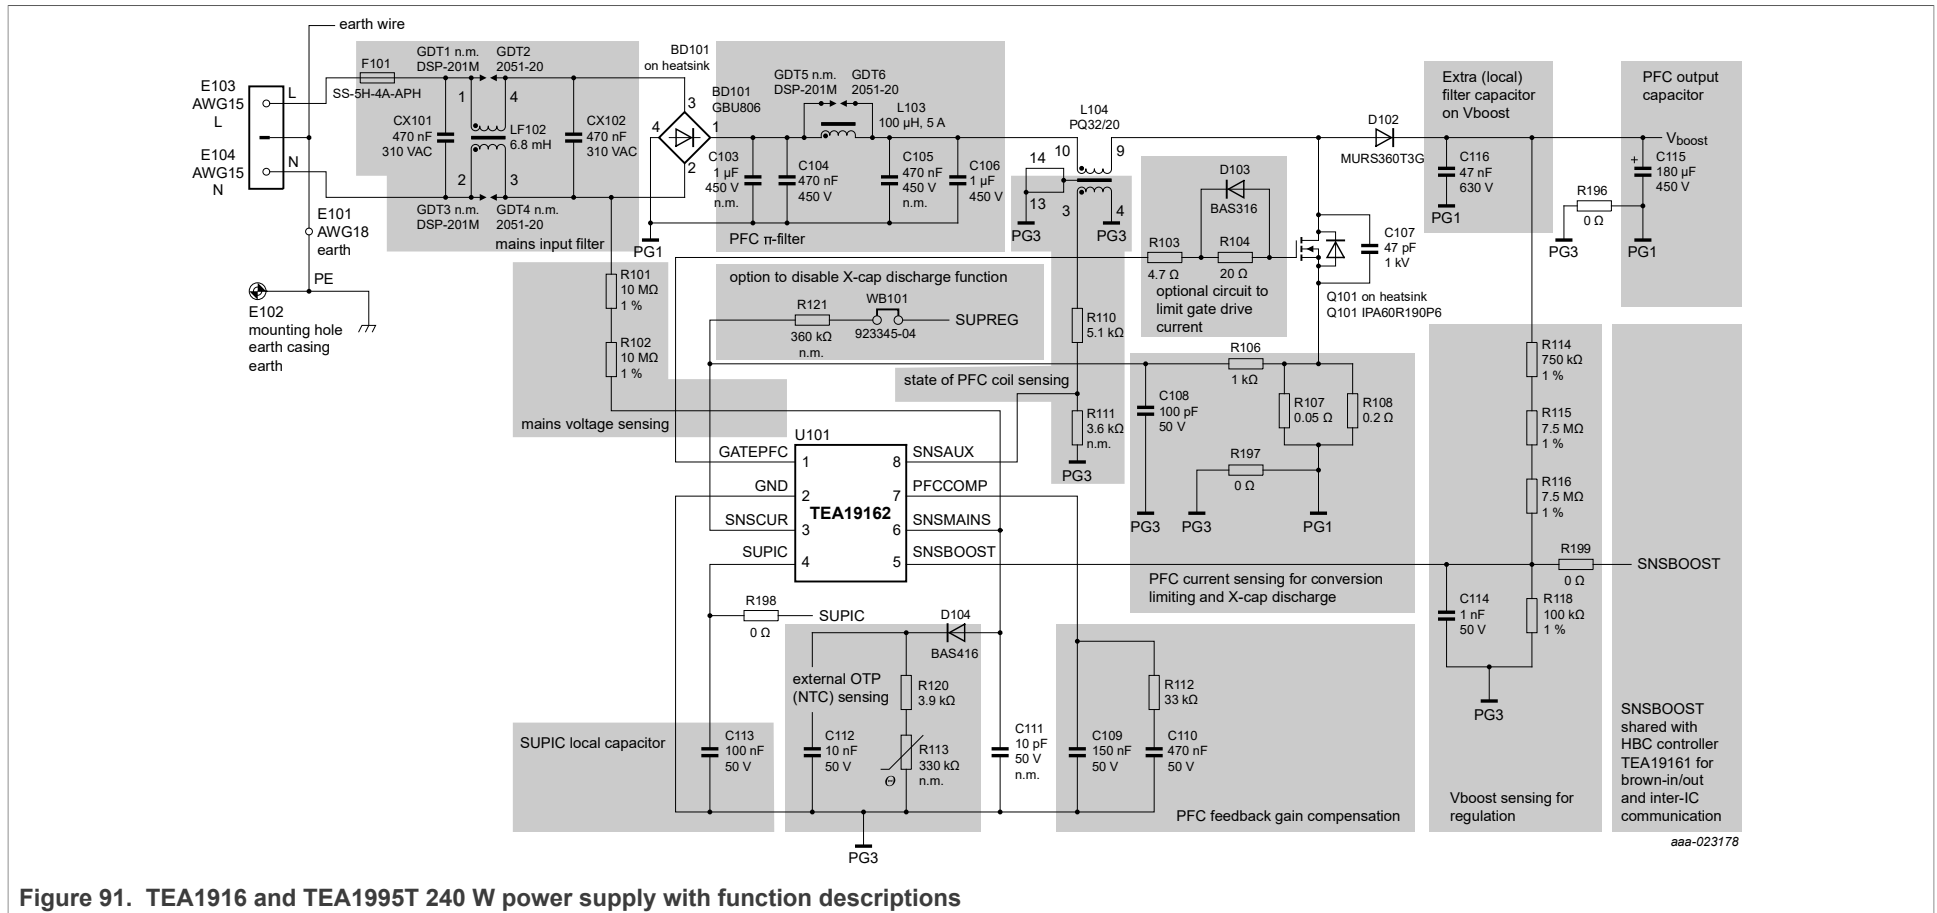 earth wire
E103
AWG15
L
L
F101
SS-5H-4A-APH
GDT1 n.m.
DSP-201M
GDT2
2051-20
1
4
CX101
470 nF
310 VAC
LF102
6.8 mH
CX102
470 nF
310 VAC
E104
AWG15
N
N
2
3
GDT3 n.m.
DSP-201M
GDT4 n.m.
2051-20
mains input filter
E101
AWG18
earth
PE
E102
mounting hole
earth casing
earth
BD101
on heatsink
BD101
GBU806
3
4
1
2
PG1
GDT5 n.m.
DSP-201M
GDT6
2051-20
L103
100 µH, 5 A
C103
1 µF
450 V
n.m.
C104
470 nF
450 V
C105
470 nF
450 V
n.m.
C106
1 µF
450 V
PFC π-filter
L104
PQ32/20
10
9
14
13
3
4
PG3
PG3
D102
MURS360T3G
D103
BAS316
R103
4.7 Ω
R104
20 Ω
optional circuit to
limit gate drive
current
C107
47 pF
1 kV
Q101 on heatsink
Q101 IPA60R190P6
Extra (local)
filter capacitor
on Vboost
C116
47 nF
630 V
PG1
PFC output
capacitor
Vboost
+
C115
180 µF
450 V
R196
0 Ω
PG3
PG1
R101
10 MΩ
1 %
R102
10 MΩ
1 %
mains voltage sensing
option to disable X-cap discharge function
R121
360 kΩ
n.m.
WB101
923345-04
SUPREG
R110
5.1 kΩ
state of PFC coil sensing
R111
3.6 kΩ
n.m.
PG3
R106
1 kΩ
C108
100 pF
50 V
R107
0.05 Ω
R108
0.2 Ω
R197
0 Ω
PG3
PG3
PG1
PFC current sensing for conversion
limiting and X-cap discharge
R114
750 kΩ
1 %
R115
7.5 MΩ
1 %
R116
7.5 MΩ
1 %
R199
0 Ω
SNSBOOST
C114
1 nF
50 V
R118
100 kΩ
1 %
PG3
Vboost sensing for
regulation
SNSBOOST
shared with
HBC controller
TEA19161 for
brown-in/out
and inter-IC
communication
U101
TEA19162
GATEPFC
1
GND
2
SNSCUR
3
SUPIC
4
8
SNSAUX
7
PFCCOMP
6
SNSMAINS
5
SNSBOOST
R198
0 Ω
SUPIC
D104
BAS416
external OTP
(NTC) sensing
R120
3.9 kΩ
SUPIC local capacitor
C113
100 nF
50 V
C112
10 nF
50 V
R113
330 kΩ
n.m.
Θ
C111
10 pF
50 V
n.m.
R112
33 kΩ
C109
150 nF
50 V
C110
470 nF
50 V
PFC feedback gain compensation
PG3
aaa-023178
Figure 91. TEA1916 and TEA1995T 240 W power supply with function descriptions